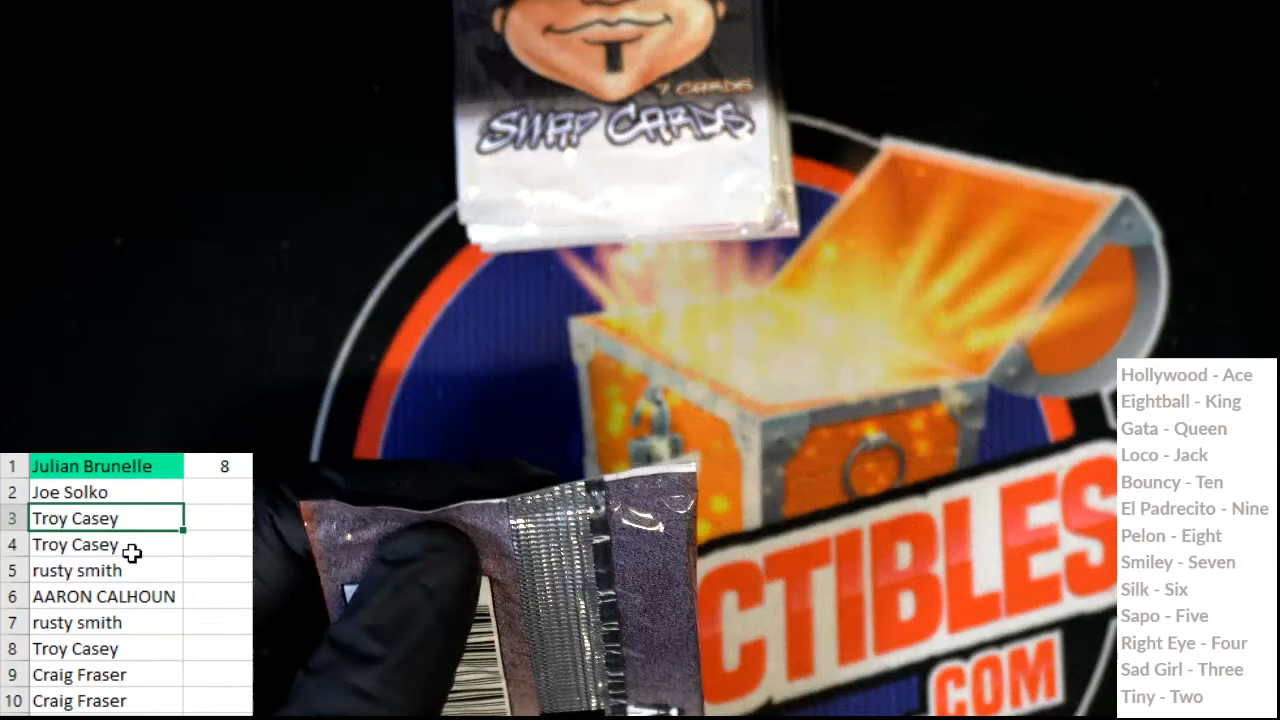 7 CARDS
SWAP CARDS
CTIBLES
.COM
1 Julian Brunelle 8
2 Joe Solko
3 Troy Casey
4 Troy Casey
5 rusty smith
6 AARON CALHOUN
7 rusty smith
8 Troy Casey
9 Craig Fraser
10 Craig Fraser
Hollywood - Ace
Eightball - King
Gata - Queen
Loco - Jack
Bouncy - Ten
El Padrecito - Nine
Pelon - Eight
Smiley - Seven
Silk - Six
Sapo - Five
Right Eye - Four
Sad Girl - Three
Tiny - Two